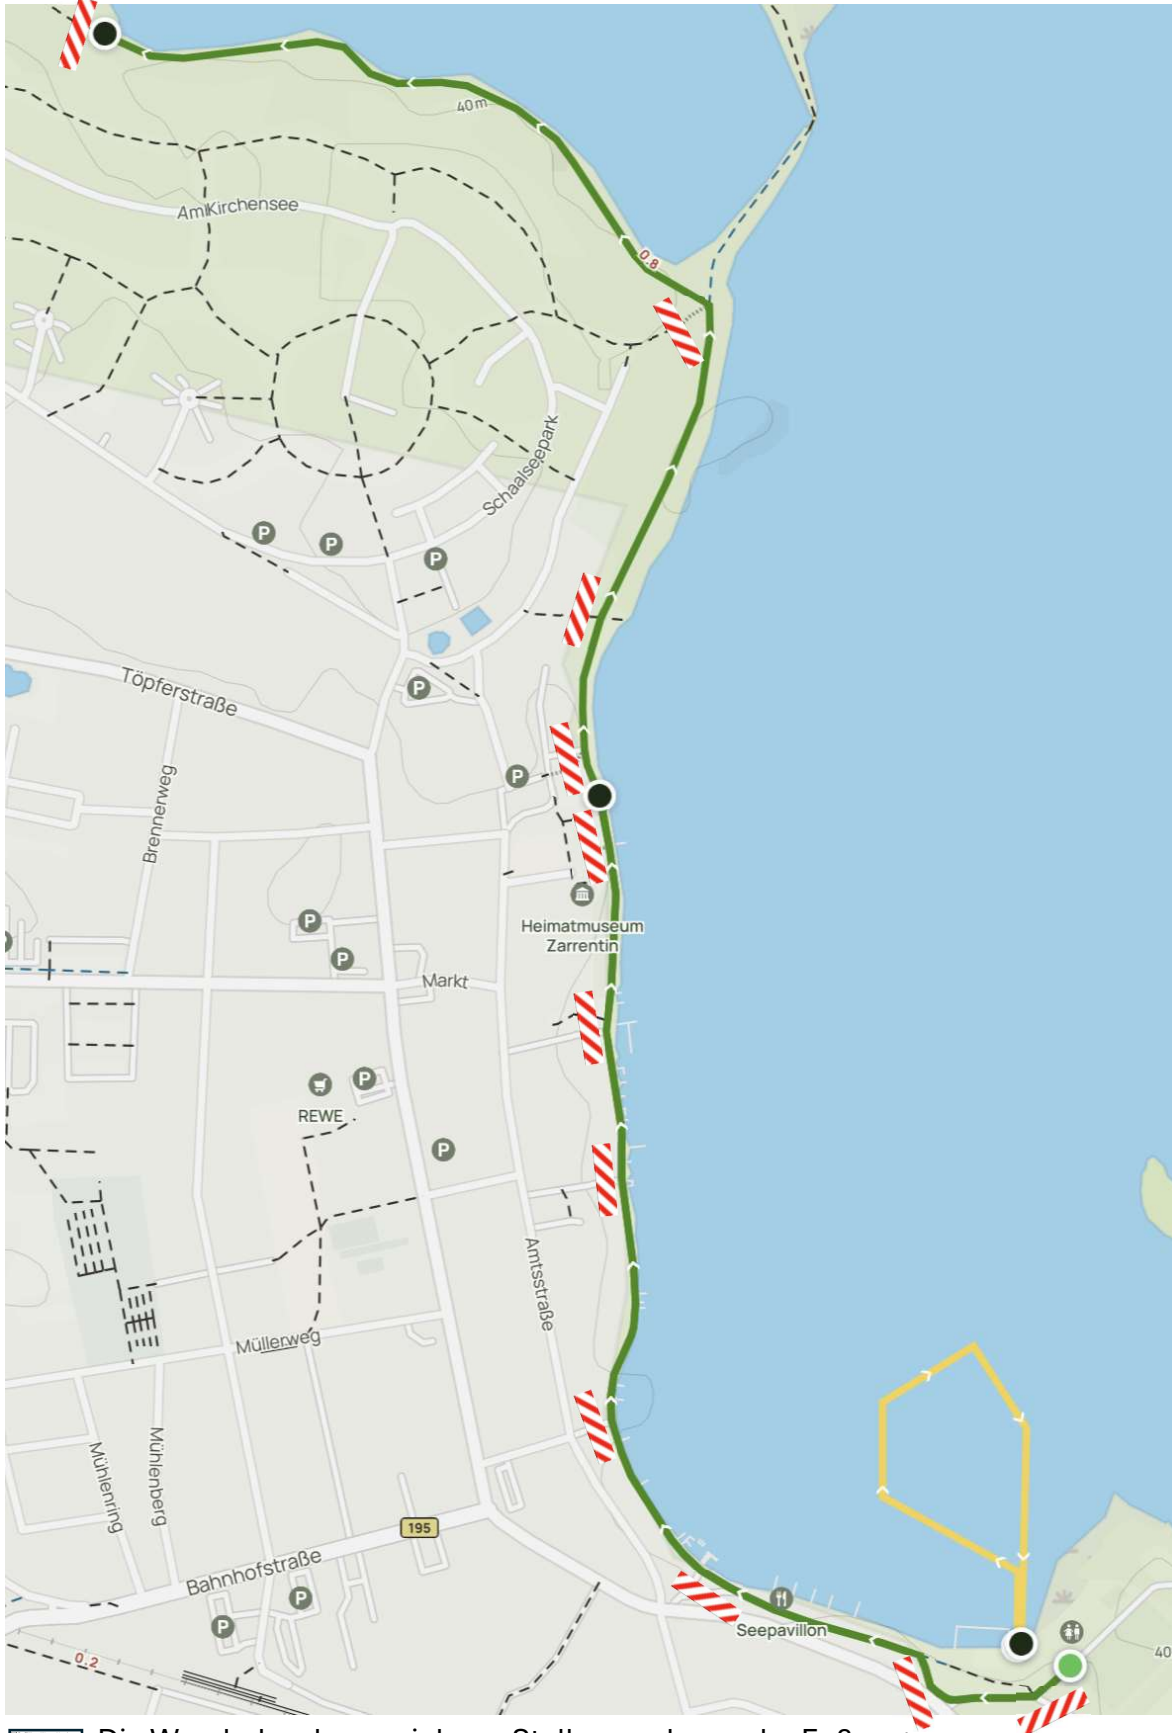 40m
Am Kirchensee
0.8
Schaalseepark
P
P
P
Töpferstraße
P
Brennerweg
P
Heimatmuseum
Zarrentin
P
P
Markt
P
REWE
P
Amtsstraße
Müllerweg
Mühlenring
Mühlenberg
195
Bahnhofstraße
P
P
Seepavillon
40
0.2